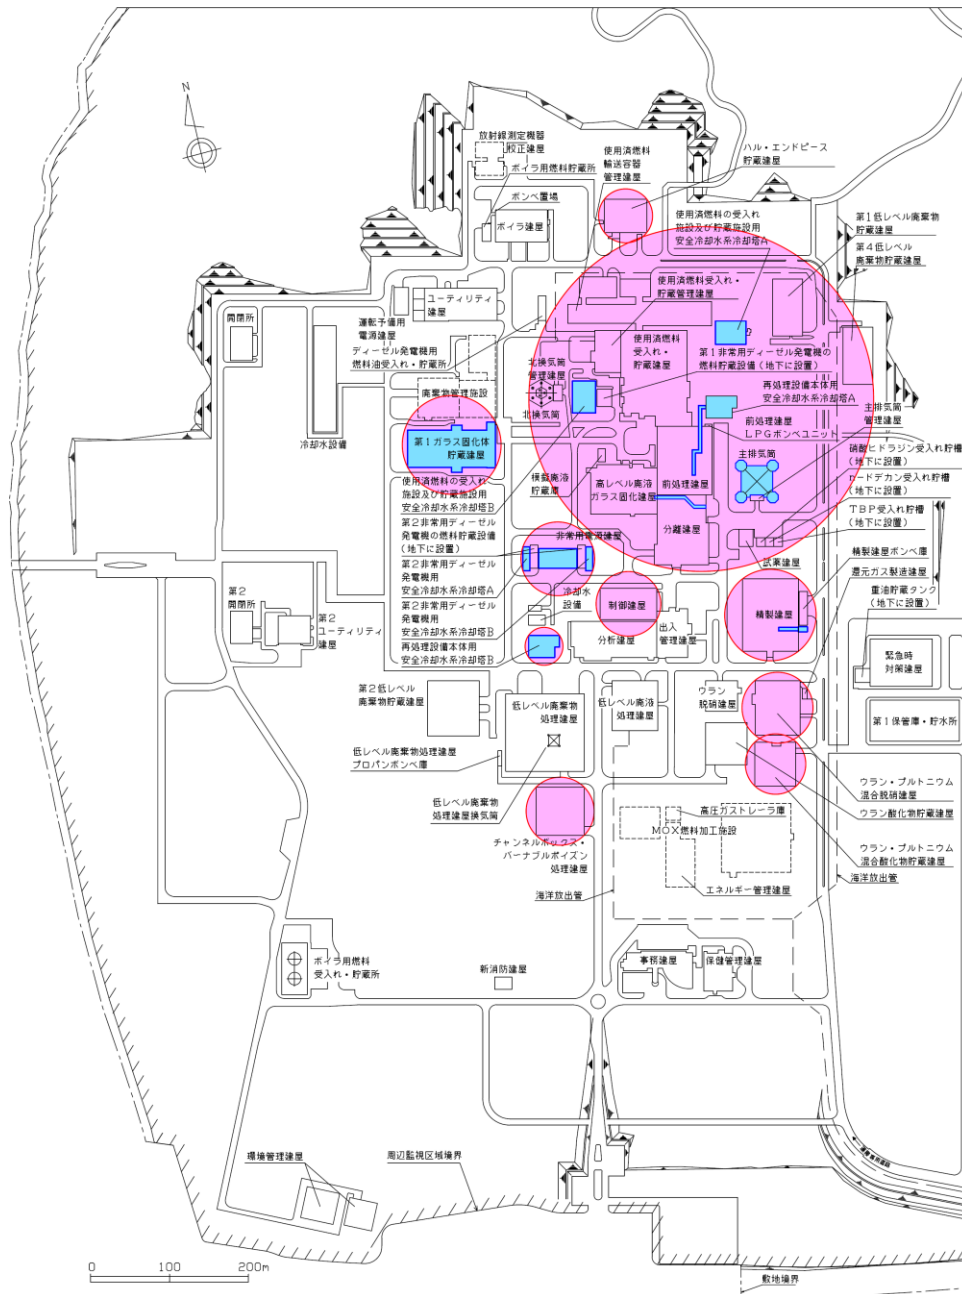 N
放射線測定機器
校正建屋
ボイラ用燃料貯蔵所
ボンベ置場
ボイラ建屋
使用済燃料
輸送容器
管理建屋
ハル・エンドピース
貯蔵建屋
使用済燃料の受入れ
施設及び貯蔵施設用
安全冷却水系冷却塔A
第1低レベル廃棄物
貯蔵建屋
第4低レベル
廃棄物貯蔵建屋
開閉所
ユーティリティ
建屋
運転予備用
電源建屋
ディーゼル発電機用
燃料油受入れ・貯蔵所
使用済燃料受入れ・
貯蔵管理建屋
使用済燃料
受入れ・
貯蔵建屋
第1非常用ディーゼル発電機の
燃料貯蔵設備(地下に設置)
北換気筒
管理建屋
北換気筒
再処理設備本体用
安全冷却水系冷却塔A
主排気筒
管理建屋
廃棄物管理施設
冷却水設備
第1ガラス固化体
貯蔵建屋
前処理建屋
LPGボンベユニット
主排気筒
硝酸ヒドラジン受入れ貯槽
(地下に設置)
n-ドデカン受入れ貯槽
(地下に設置)
TBP受入れ貯槽
(地下に設置)
模擬廃液
貯蔵庫
高レベル廃液
ガラス固化建屋
前処理建屋
分離建屋
使用済燃料の受入れ
施設及び貯蔵施設用
安全冷却水系冷却塔B
第2非常用ディーゼル
発電機の燃料貯蔵設備
(地下に設置)
非常用電源建屋
第2非常用ディーゼル
発電機用
安全冷却水系冷却塔A
第2非常用ディーゼル
発電機用
安全冷却水系冷却塔B
再処理設備本体用
安全冷却水系冷却塔B
冷却水
設備
制御建屋
分析建屋
出入
管理建屋
試薬建屋
精製建屋ボンベ庫
還元ガス製造建屋
重油貯蔵タンク
(地下に設置)
精製建屋
緊急時
対策建屋
第1保管庫・貯水所
第2
開閉所
第2
ユーティリティ
建屋
第2低レベル
廃棄物貯蔵建屋
低レベル廃棄物
処理建屋
低レベル廃液
処理建屋
ウラン
脱硝建屋
低レベル廃棄物処理建屋
プロパンボンベ庫
低レベル廃棄物
処理建屋換気筒
チャンネルボックス・
バーナブルポイズン
処理建屋
高圧ガストレーラ庫
MOX燃料加工施設
エネルギー管理建屋
ウラン・プルトニウム
混合脱硝建屋
ウラン酸化物貯蔵建屋
ウラン・プルトニウム
混合酸化物貯蔵建屋
海洋放出管
海洋放出管
ボイラ用燃料
受入れ・貯蔵所
新消防建屋
事務建屋
保健管理建屋
環境管理建屋
周辺監視区域境界
0 100 200m
敷地境界